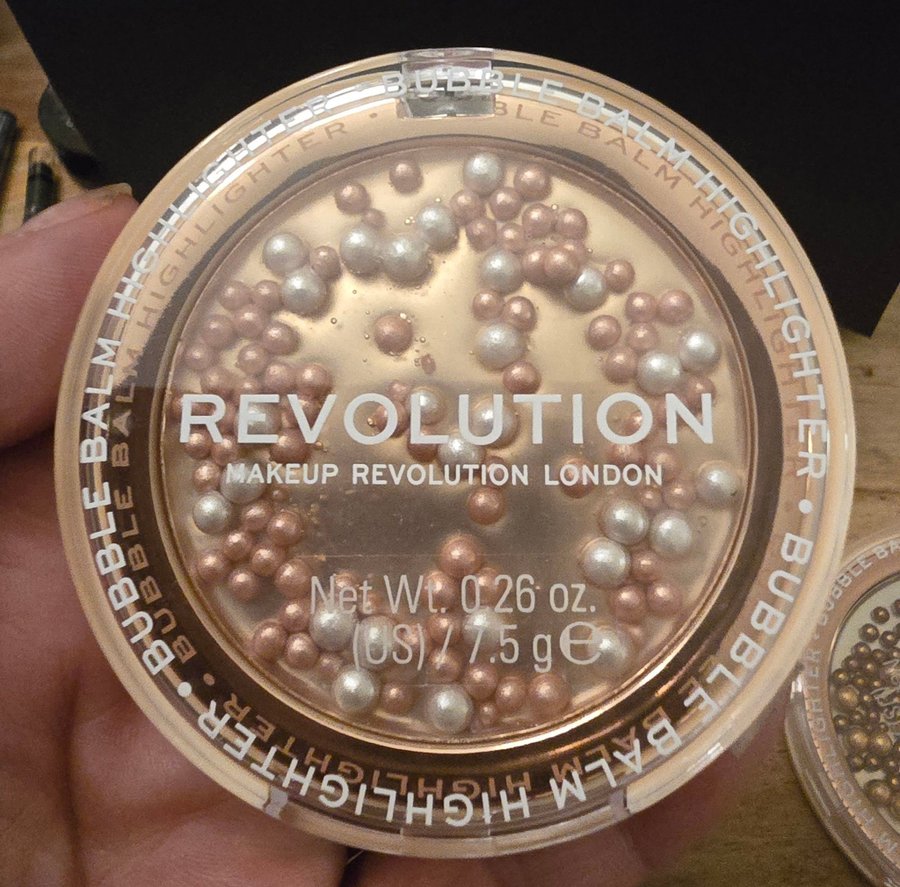 BUBBLE BALM HIGHLIGHTER • BUBBLE BALM HIGHLIGHTER • BUBBLE BALM HIGHLIGHTER •
REVOLUTION
MAKEUP REVOLUTION LONDON
Net Wt. 0.26 oz.
(US) / 7.5 g ℮